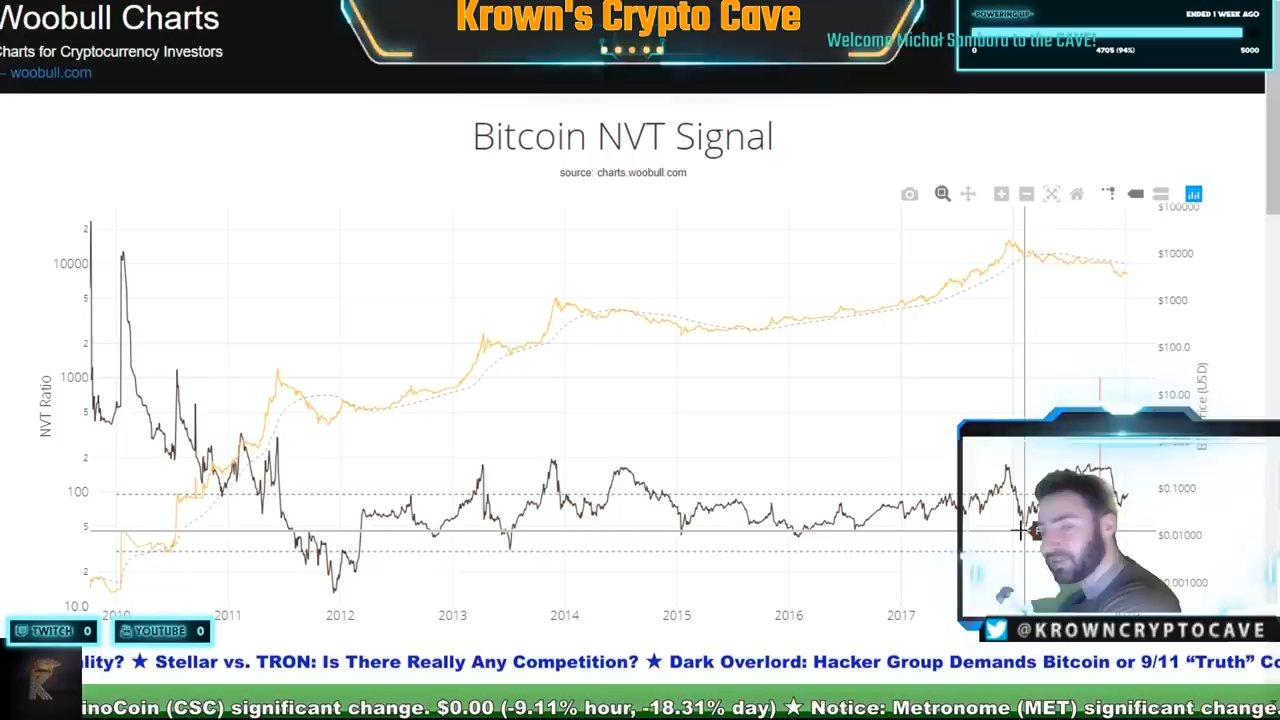 Woobull Charts
Charts for Cryptocurrency Investors
– woobull.com
Krown's Crypto Cave
Welcome Michał Sambora to the CAVE!
-POWERING UP-
ENDED 1 WEEK AGO
0
4705 (94%)
5000
Bitcoin NVT Signal
source: charts.woobull.com
2
10000
5
2
1000
5
2
100
5
2
10.0
NVT Ratio
$100000
$10000
$1000
$100.0
$10.00
$0.1000
$0.01000
0.001000
(USD)
2010
2011
2012
2013
2014
2015
2016
2017
TWITCH 0
YOUTUBE 0
@KROWNCRYPTOCAVE
lity? ★ Stellar vs. TRON: Is There Really Any Competition? ★ Dark Overlord: Hacker Group Demands Bitcoin or 9/11 “Truth” Co
inoCoin (CSC) significant change. $0.00 (-9.11% hour, -18.31% day) ★ Notice: Metronome (MET) significant change.